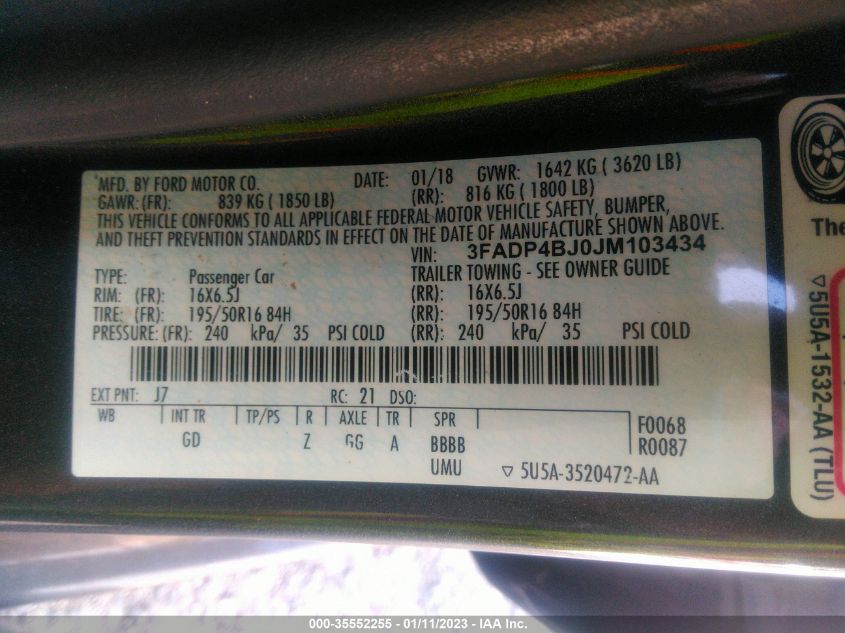 MFD. BY FORD MOTOR CO. DATE: 01/18 GVWR: 1642 KG ( 3620 LB)
GAWR: (FR): 839 KG ( 1850 LB) (RR): 816 KG ( 1800 LB)
THIS VEHICLE CONFORMS TO ALL APPLICABLE FEDERAL MOTOR VEHICLE SAFETY, BUMPER,
AND THEFT PREVENTION STANDARDS IN EFFECT ON THE DATE OF MANUFACTURE SHOWN ABOVE.
VIN: 3FADP4BJ0JM103434
TYPE: Passenger Car TRAILER TOWING - SEE OWNER GUIDE
RIM: (FR): 16X6.5J (RR): 16X6.5J
TIRE: (FR): 195/50R16 84H (RR): 195/50R16 84H
PRESSURE: (FR): 240 kPa/ 35 PSI COLD (RR): 240 kPa/ 35 PSI COLD
EXT PNT: J7 RC: 21 DSO:
WB INT TR TP/PS R AXLE TR SPR F0068
GD Z GG A BBBB R0087
UMU ▽ 5U5A-3520472-AA
The
▽ 5U5A-1532-AA (TLU)
000-35552255 - 01/11/2023 - IAA Inc.